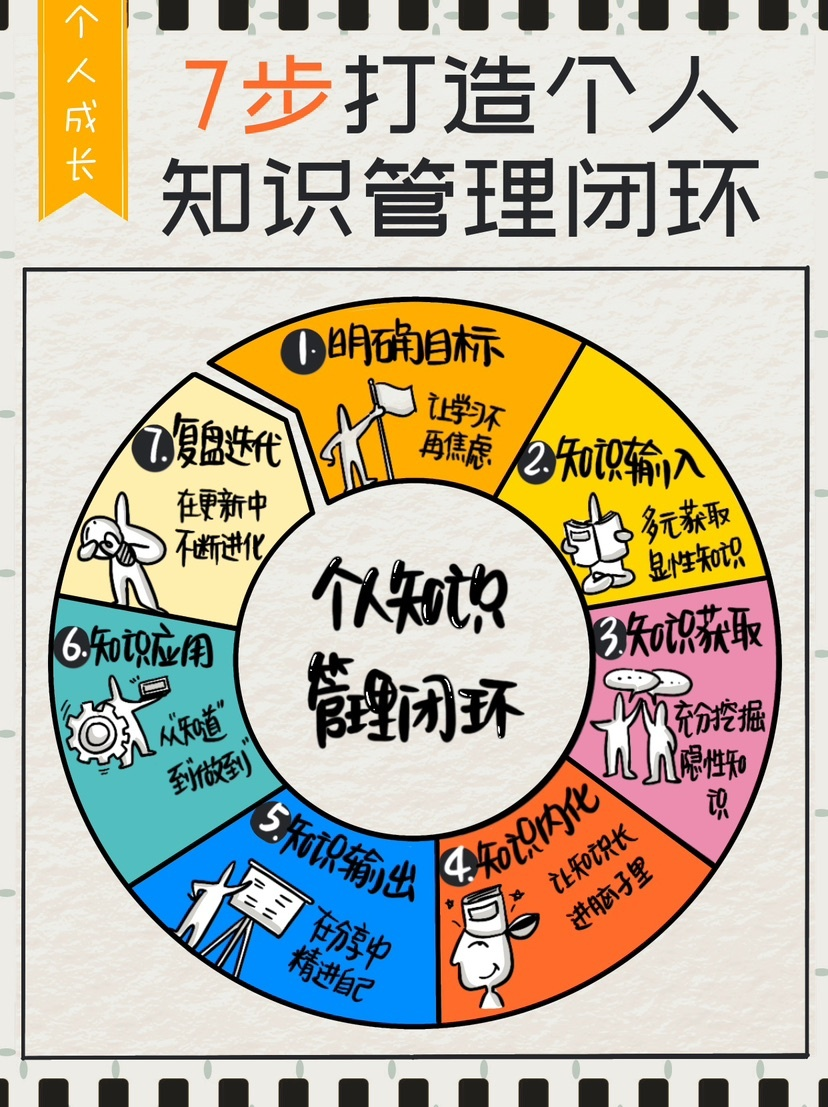 个人成长
7步打造个人
知识管理闭环
1.明确目标
让学习不
再焦虑
2.知识输入
多元获取
显性知识
3.知识获取
充分挖掘
隐性知
识
4.知识内化
让知识长
进脑子里
5.知识输出
在分享中
精进自己
6.知识应用
从“知道”
到“做到”
7.复盘迭代
在更新中
不断进化
个人知识
管理闭环